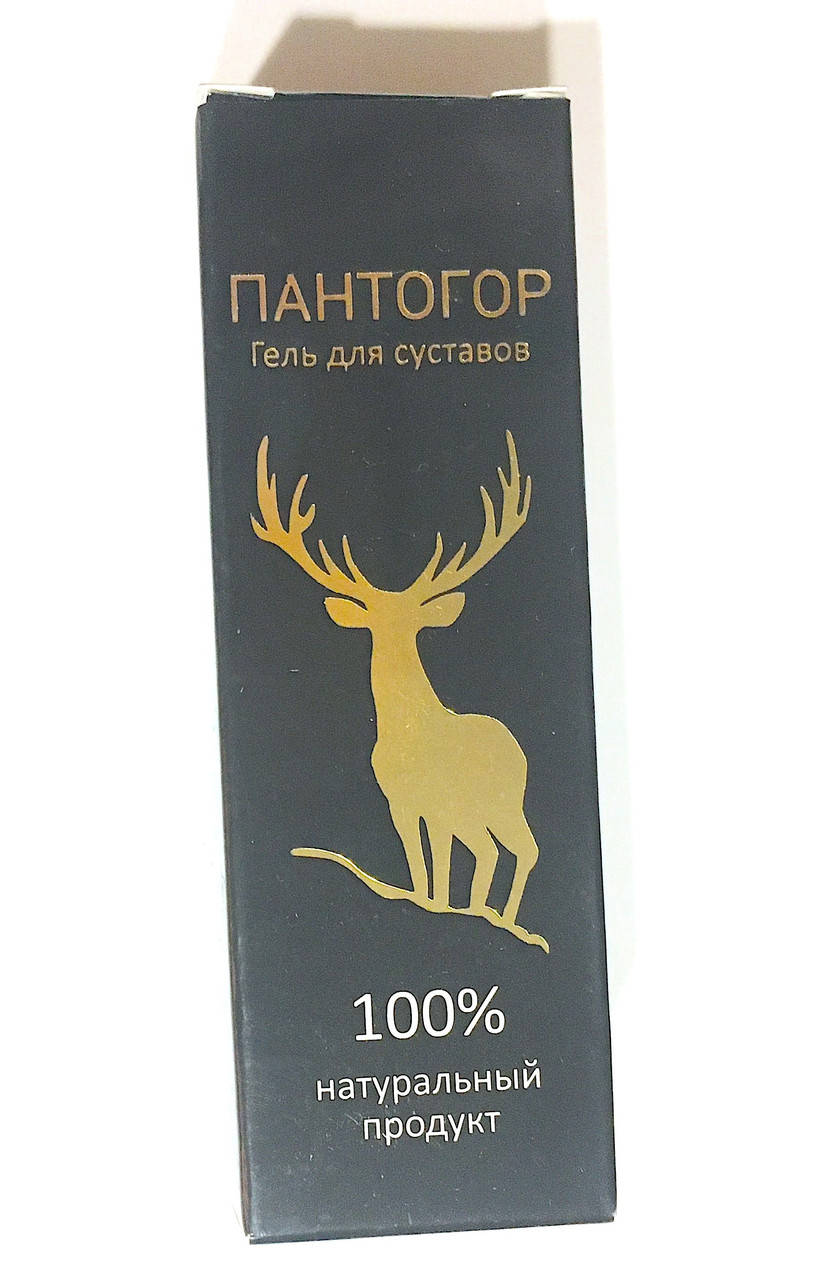 ПАНТОГОР
Гель для суставов
100%
натуральный
продукт